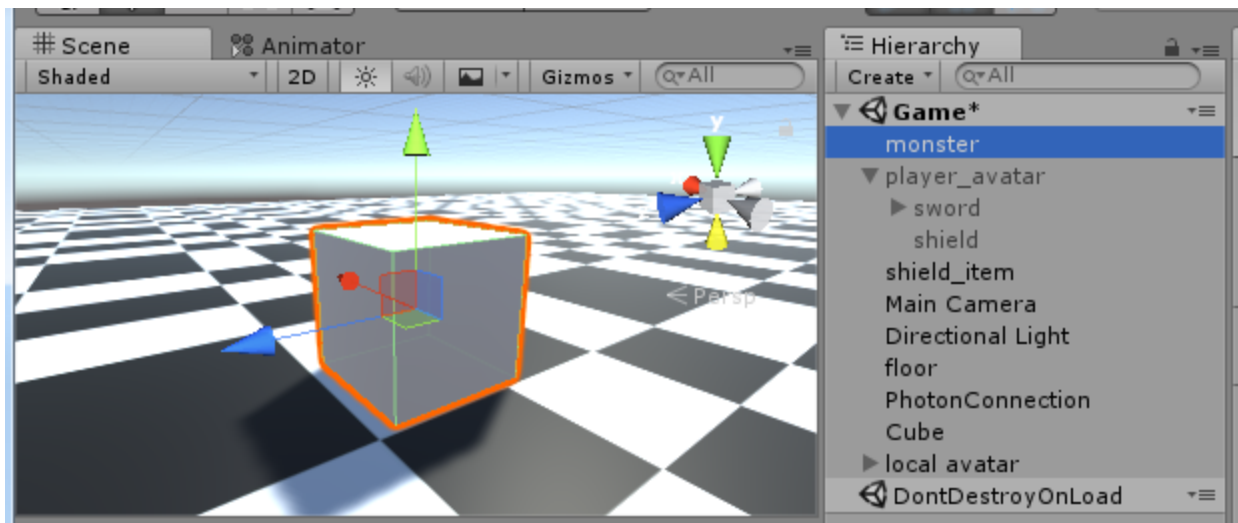 Scene
Animator
Shaded
2D
Gizmos
All
y
Persp
Hierarchy
Create
All
Game*
monster
player_avatar
sword
shield
shield_item
Main Camera
Directional Light
floor
PhotonConnection
Cube
local avatar
DontDestroyOnLoad